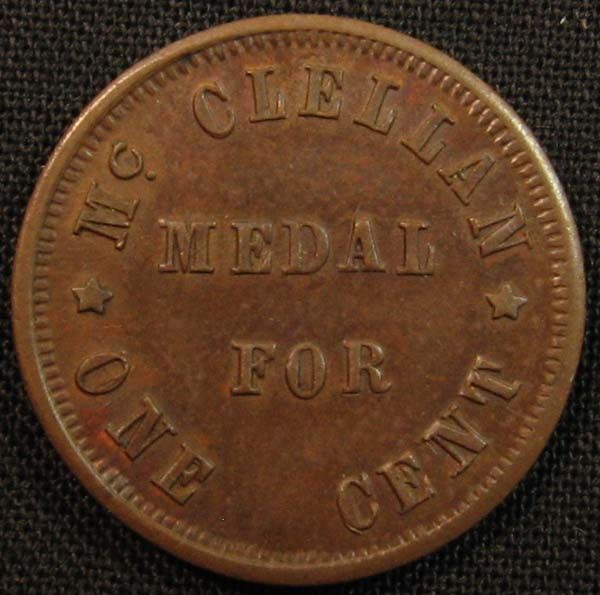 Mc. CLELLAN
MEDAL
FOR
ONE CENT